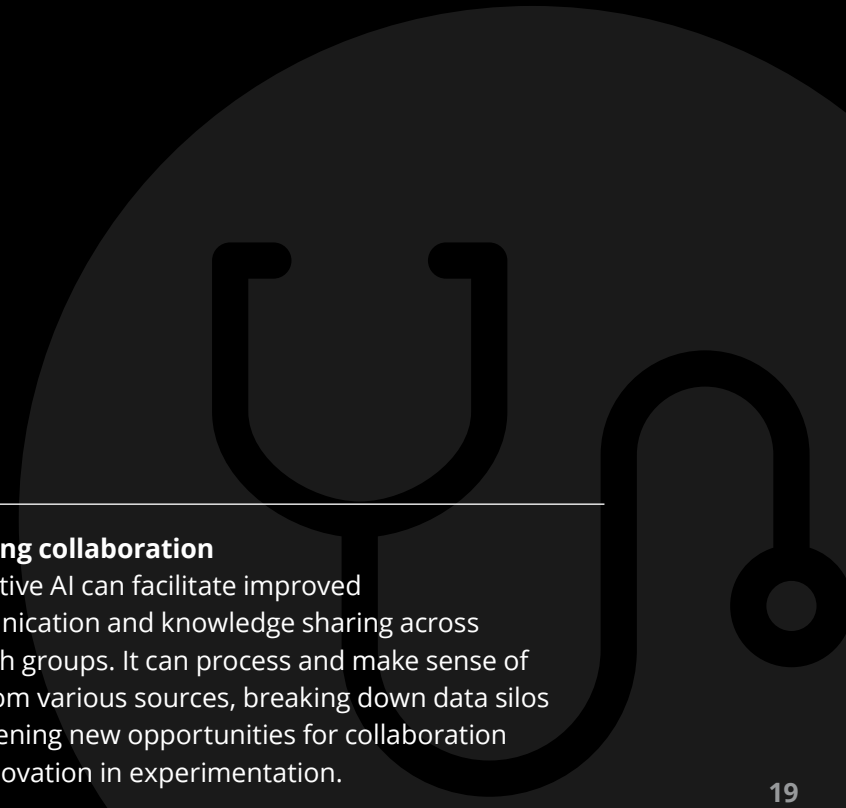 ng collaboration
tive AI can facilitate improved
nication and knowledge sharing across
h groups. It can process and make sense of
om various sources, breaking down data silos
ening new opportunities for collaboration
ovation in experimentation.
19